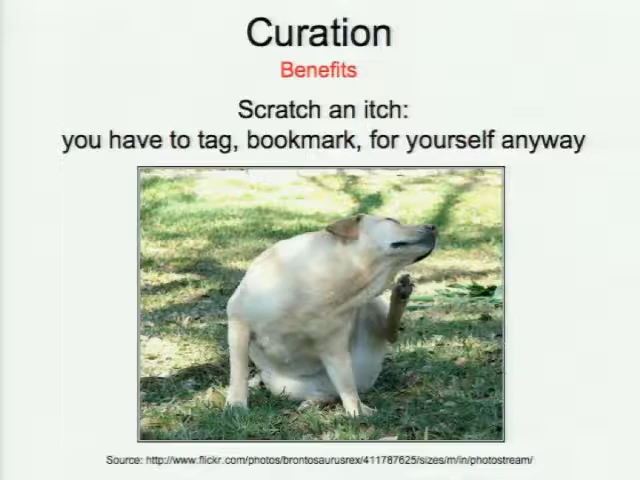 Curation
Benefits
Scratch an itch:
you have to tag, bookmark, for yourself anyway
Source: http://www.flickr.com/photos/brontosaurusrex/411787625/sizes/m/in/photostream/